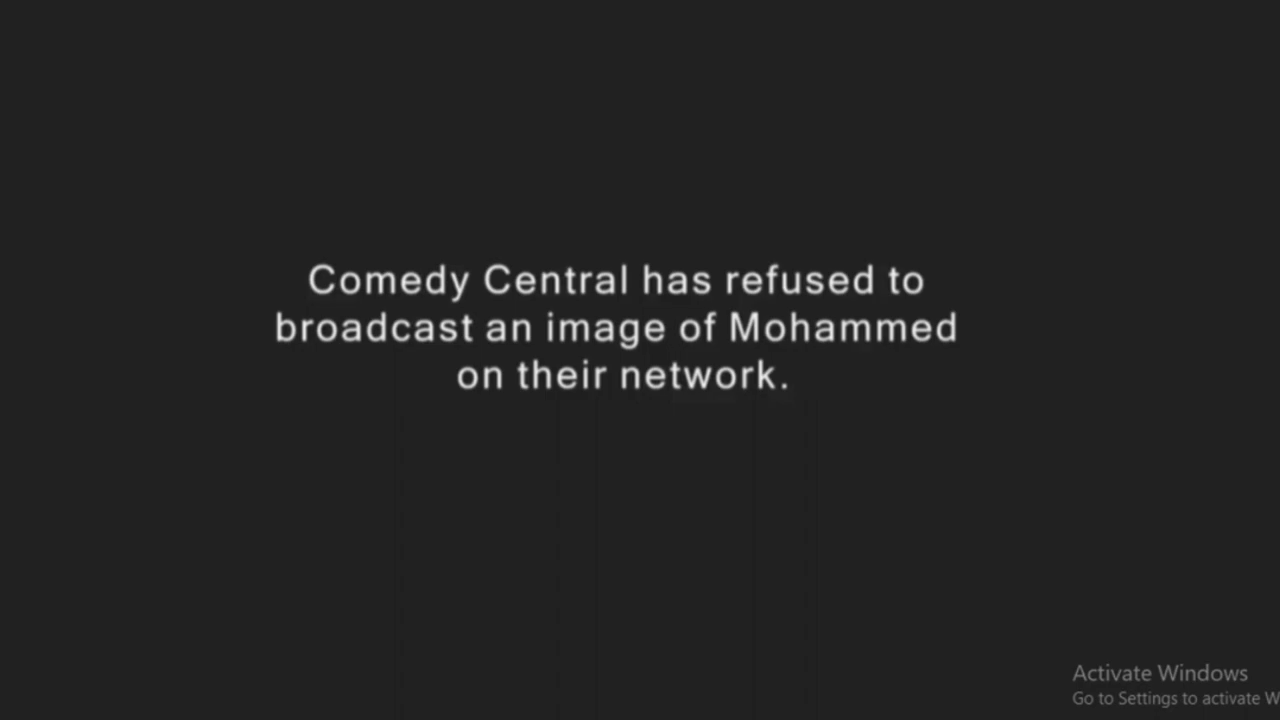 Comedy Central has refused to
broadcast an image of Mohammed
on their network.
Activate Windows
Go to Settings to activate W